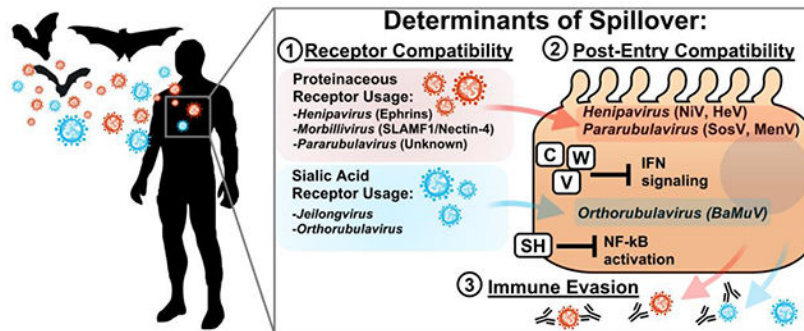 Determinants of Spillover:
1 Receptor Compatibility
Proteinaceous
Receptor Usage:
-Henipavirus (Ephrins)
-Morbillivirus (SLAMF1/Nectin-4)
-Pararubulavirus (Unknown)
Sialic Acid
Receptor Usage:
-Jeilongvirus
-Orthorubulavirus
2 Post-Entry Compatibility
Henipavirus (NiV, HeV)
Pararubulavirus (SosV, MenV)
C W
V
IFN
signaling
Orthorubulavirus (BaMuV)
SH
NF-kB
activation
3 Immune Evasion